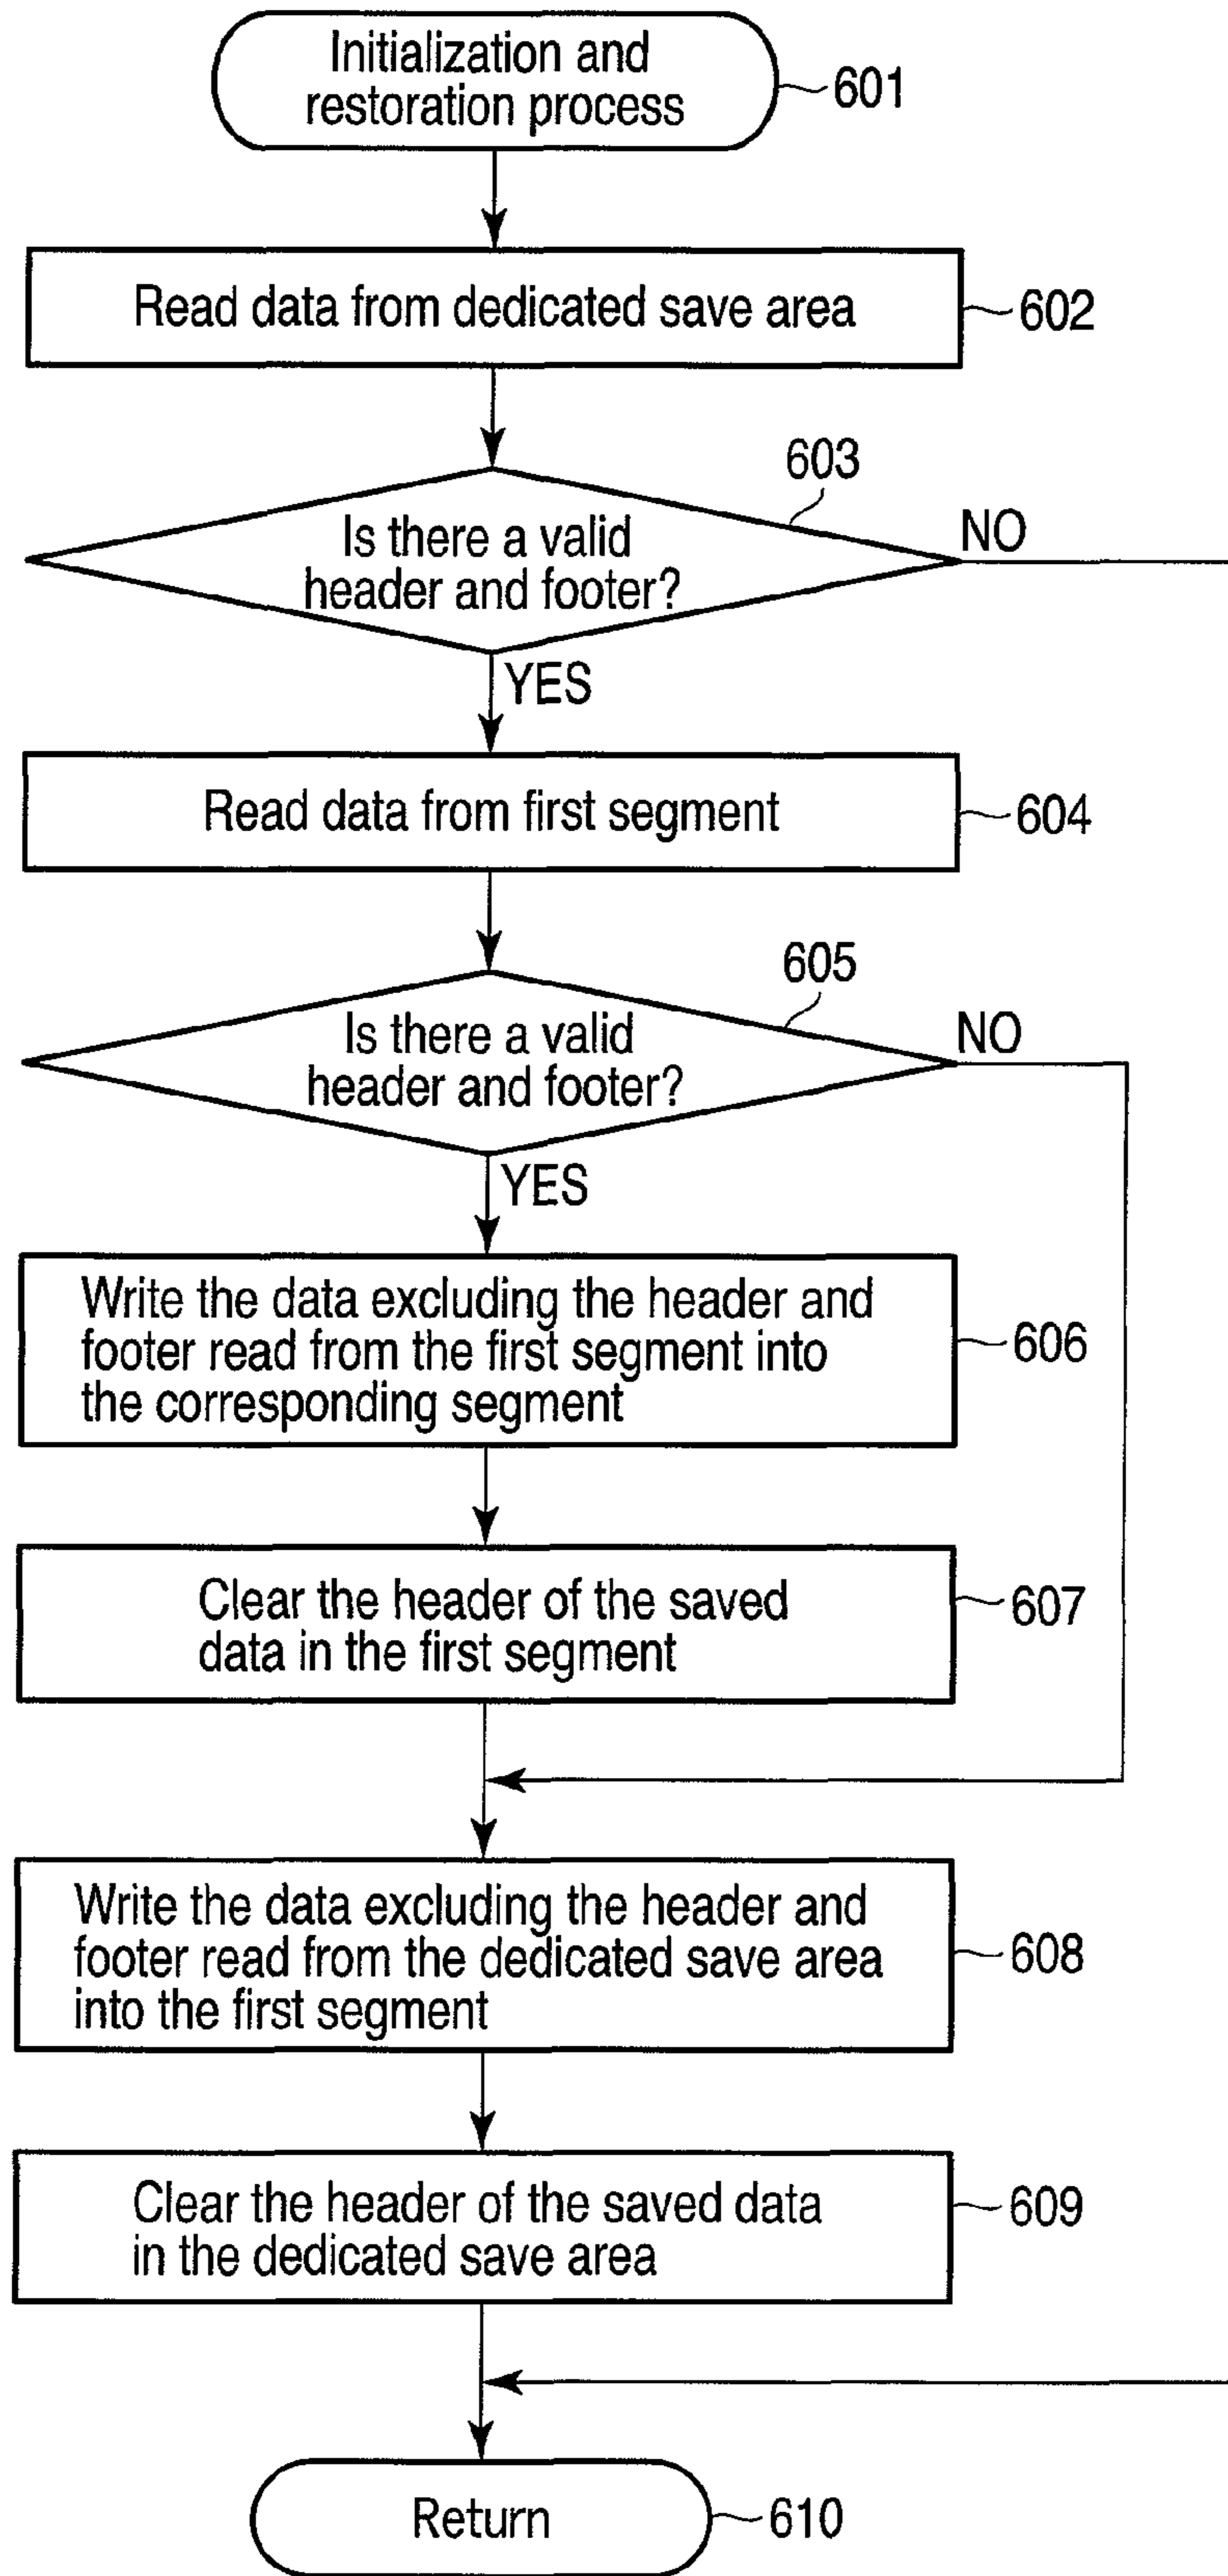 Initialization and
restoration process
601
Read data from dedicated save area
602
603
Is there a valid
header and footer?
NO
YES
Read data from first segment
604
605
Is there a valid
header and footer?
NO
YES
Write the data excluding the header and
footer read from the first segment into
the corresponding segment
606
Clear the header of the saved
data in the first segment
607
Write the data excluding the header and
footer read from the dedicated save area
into the first segment
608
Clear the header of the saved data
in the dedicated save area
609
Return
610